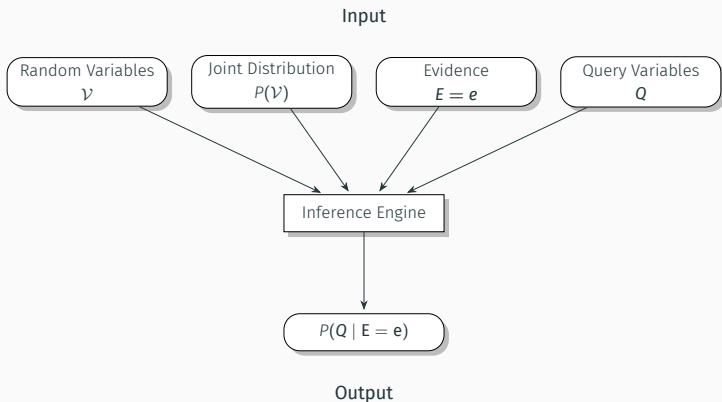 Input
Random Variables
𝒱
Joint Distribution
P(𝒱)
Evidence
E = e
Query Variables
Q
Inference Engine
P(Q | E = e)
Output